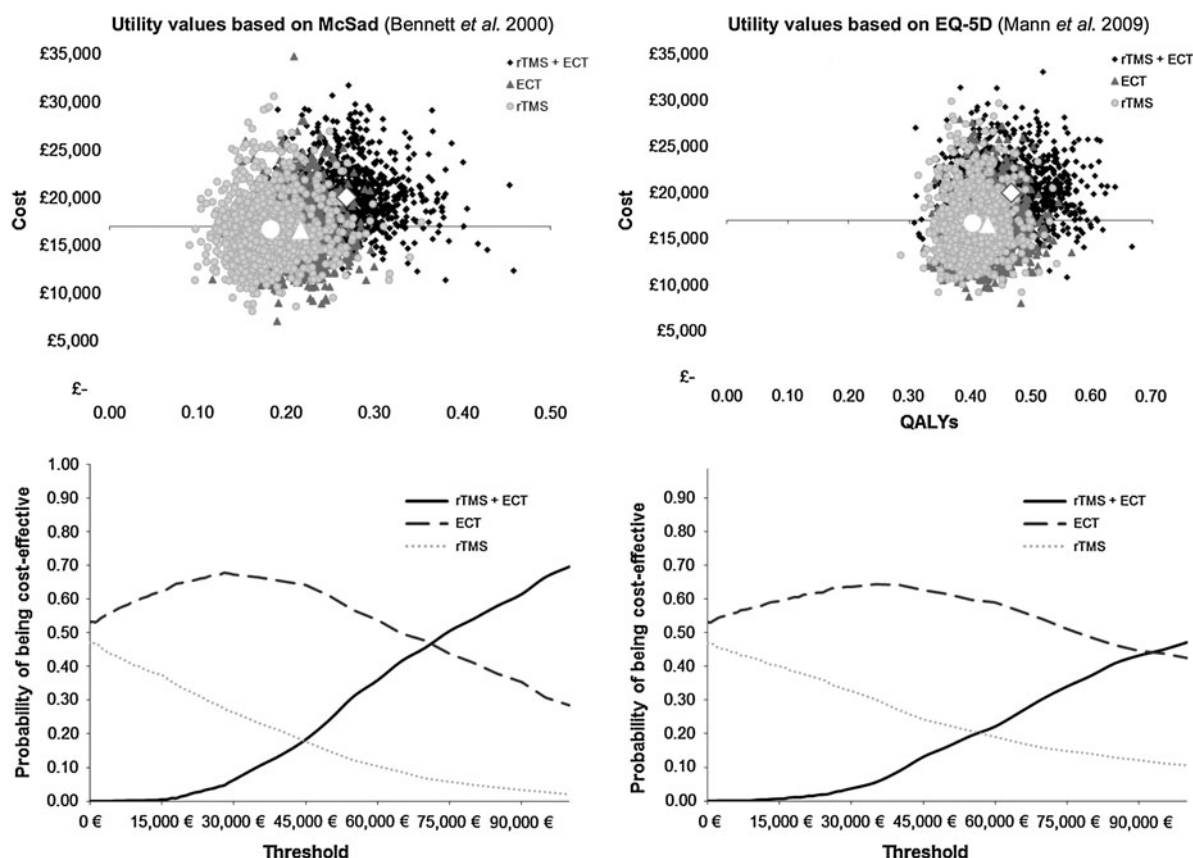 Utility values based on McSad (Bennett et al. 2000)
£35,000
£30,000
£25,000
£20,000
£15,000
£10,000
£5,000
£-
Cost
rTMS + ECT
ECT
rTMS
0.00 0.10 0.20 0.30 0.40 0.50
Utility values based on EQ-5D (Mann et al. 2009)
£35,000
£30,000
£25,000
£20,000
£15,000
£10,000
£5,000
£-
Cost
rTMS + ECT
ECT
rTMS
0.00 0.10 0.20 0.30 0.40 0.50 0.60 0.70
QALYs
1.00
0.90
0.80
0.70
0.60
0.50
0.40
0.30
0.20
0.10
0.00
Probability of being cost-effective
rTMS + ECT
ECT
rTMS
0 € 15,000 € 30,000 € 45,000 € 60,000 € 75,000 € 90,000 €
Threshold
0.90
0.80
0.70
0.60
0.50
0.40
0.30
0.20
0.10
0.00
Probability of being cost-effective
rTMS + ECT
ECT
rTMS
0 € 15,000 € 30,000 € 45,000 € 60,000 € 75,000 € 90,000 €
Threshold